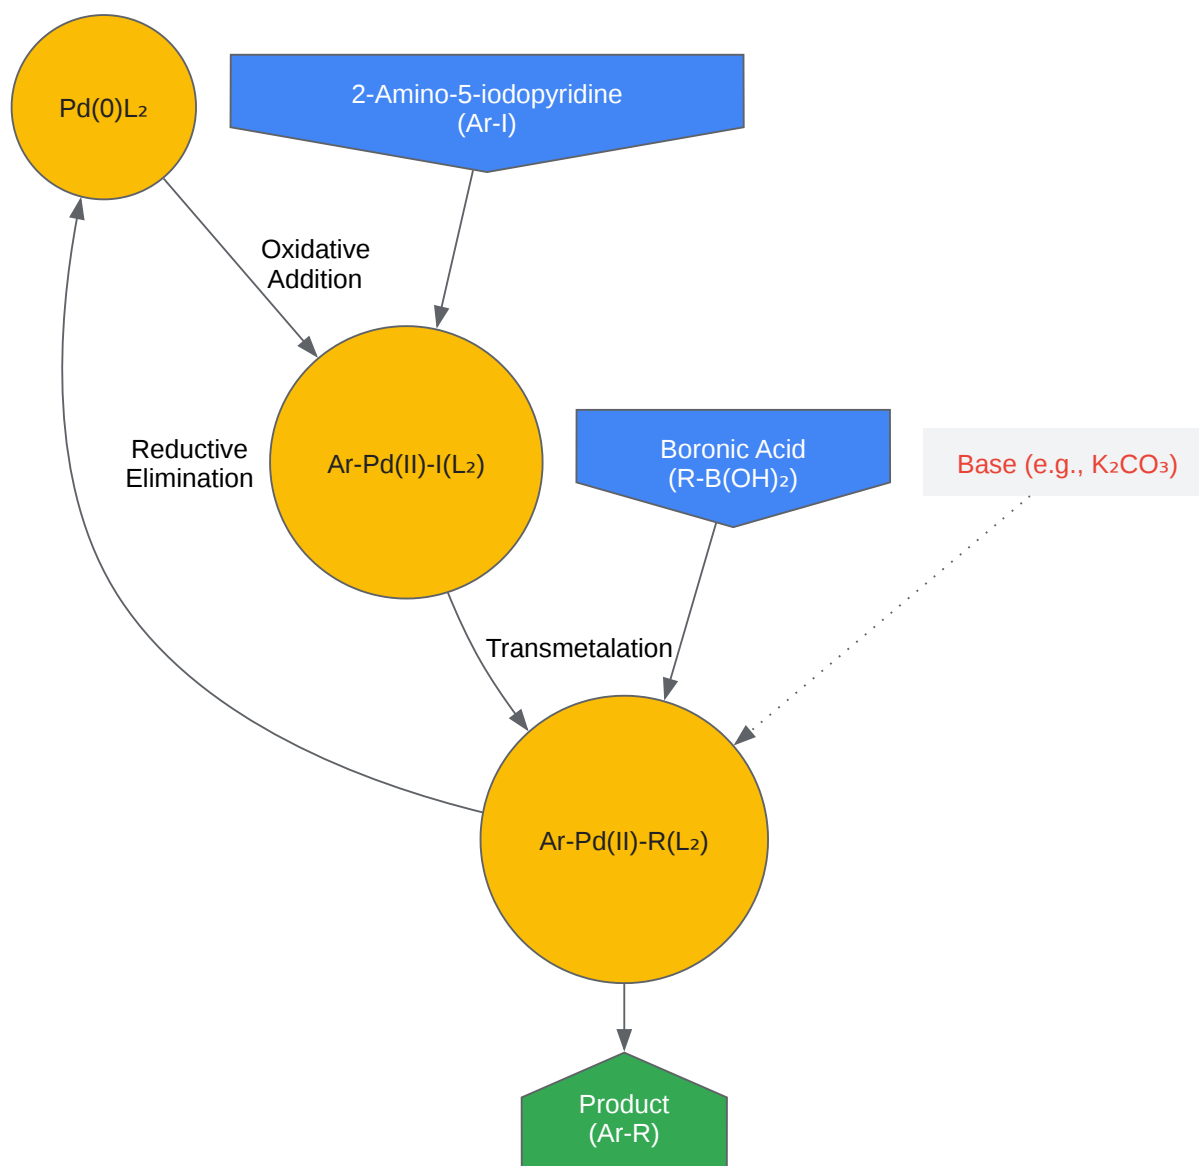 Pd(0)L₂
2-Amino-5-iodopyridine
(Ar-I)
Oxidative
Addition
Reductive
Elimination
Ar-Pd(II)-I(L₂)
Boronic Acid
(R-B(OH)₂)
Base (e.g., K₂CO₃)
Transmetalation
Ar-Pd(II)-R(L₂)
Product
(Ar-R)